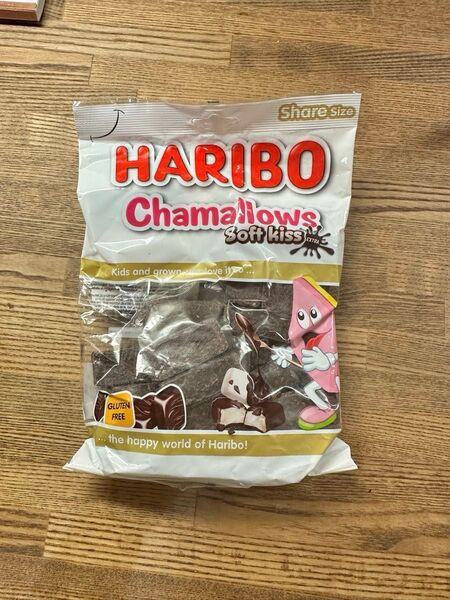 Share Size
HARIBO
Chamallows
Soft kiss EXTRA
Kids and grown-ups love it so ...
GLUTEN
FREE
... the happy world of Haribo!